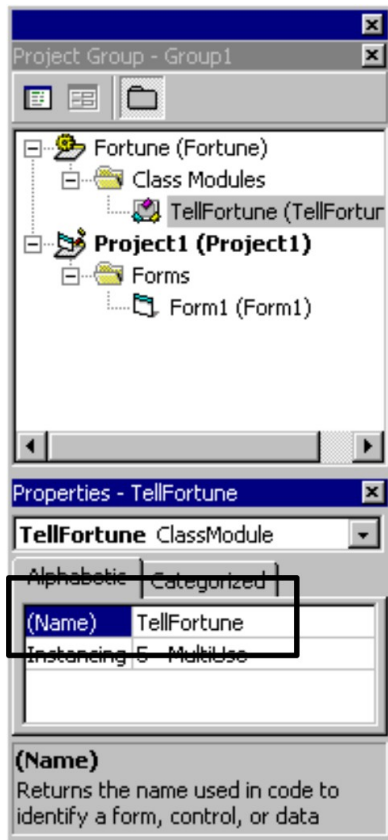 Project Group - Group1
Fortune (Fortune)
Class Modules
TellFortune (TellFortun
Project1 (Project1)
Forms
Form1 (Form1)
Properties - TellFortune
TellFortune ClassModule
Alphabetic Categorized
(Name) TellFortune
Instancing 5 - MultiUse
(Name)
Returns the name used in code to
identify a form, control, or data